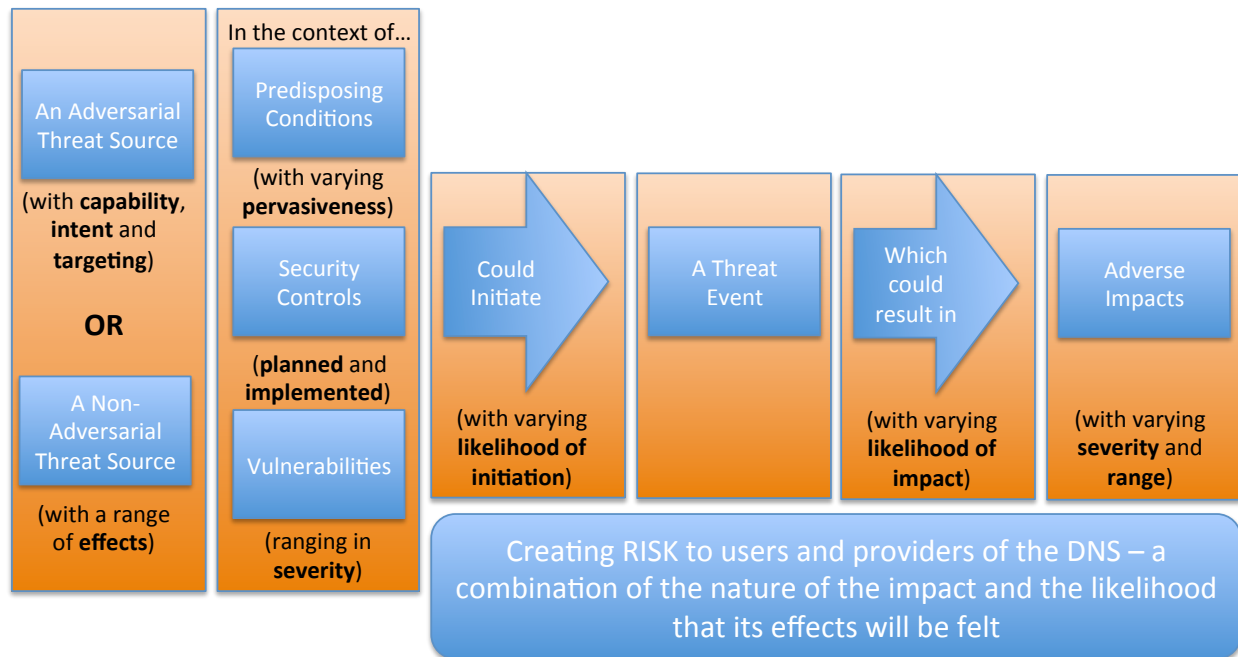 An Adversarial
Threat Source
(with capability,
intent and
targeting)
OR
A Non-
Adversarial
Threat Source
(with a range
of effects)
In the context of…
Predisposing
Conditions
(with varying
pervasiveness)
Security
Controls
(planned and
implemented)
Vulnerabilities
(ranging in
severity)
Could
Initiate
(with varying
likelihood of
initiation)
A Threat
Event
Which
could
result in
(with varying
likelihood of
impact)
Adverse
Impacts
(with varying
severity and
range)
Creating RISK to users and providers of the DNS – a
combination of the nature of the impact and the likelihood
that its effects will be felt